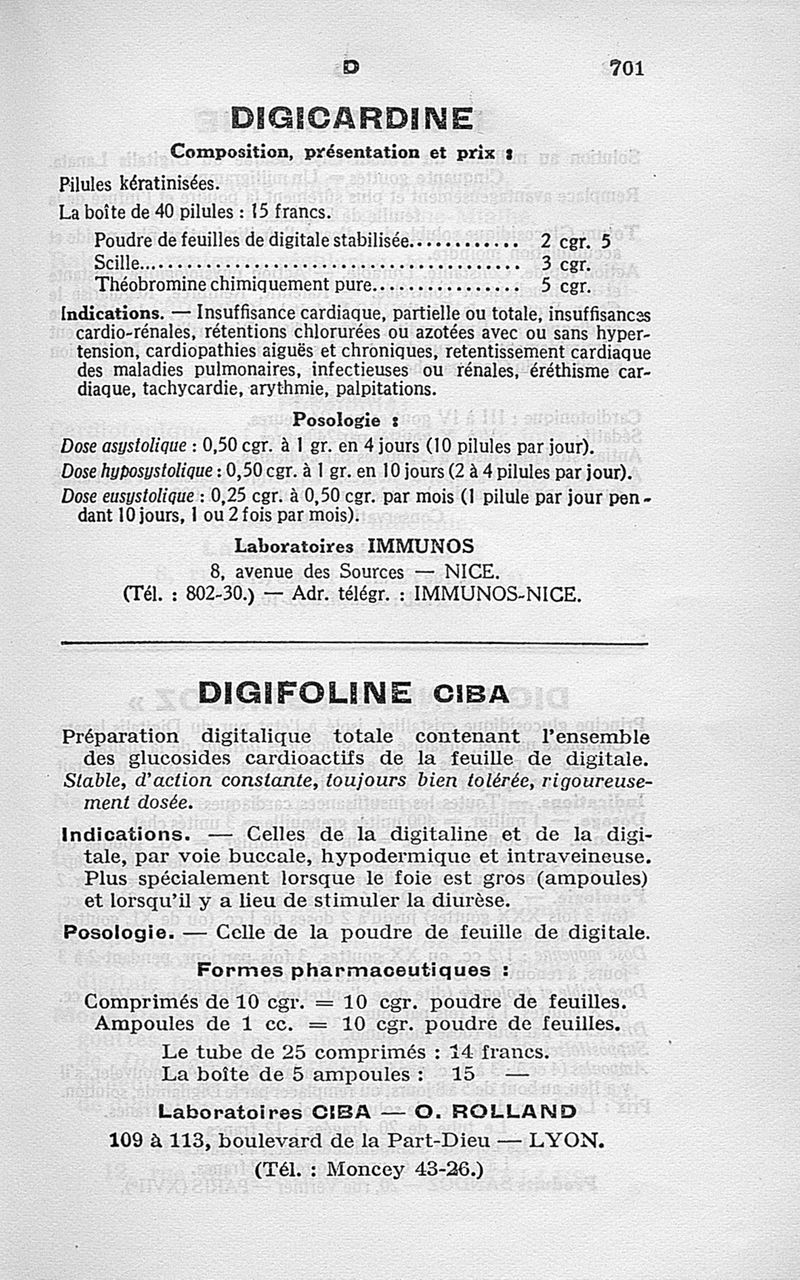 D 701
DIGICARDINE
Composition, présentation et prix :
Pilules kératinisées.
La boîte de 40 pilules : 15 francs.
Poudre de feuilles de digitale stabilisée............ 2 cgr. 5
Scille.......................................... 3 cgr.
Théobromine chimiquement pure................ 5 cgr.
Indications. — Insuffisance cardiaque, partielle ou totale, insuffisances
cardio-rénales, rétentions chlorurées ou azotées avec ou sans hyper-
tension, cardiopathies aiguës et chroniques, retentissement cardiaque
des maladies pulmonaires, infectieuses ou rénales, éréthisme car-
diaque, tachycardie, arythmie, palpitations.
Posologie :
Dose asystolique : 0,50 cgr. à 1 gr. en 4 jours (10 pilules par jour).
Dose hyposystolique : 0,50 cgr. à 1 gr. en 10 jours (2 à 4 pilules par jour).
Dose eusystolique : 0,25 cgr. à 0,50 cgr. par mois (1 pilule par jour pen-
dant 10 jours, 1 ou 2 fois par mois).
Laboratoires IMMUNOS
8, avenue des Sources — NICE.
(Tél. : 802-30.) — Adr. télégr. : IMMUNOS-NICE.
DIGIFOLINE CIBA
Préparation digitalique totale contenant l'ensemble
des glucosides cardioactifs de la feuille de digitale.
Stable, d'action constante, toujours bien tolérée, rigoureuse-
ment dosée.
Indications. — Celles de la digitaline et de la digi-
tale, par voie buccale, hypodermique et intraveineuse.
Plus spécialement lorsque le foie est gros (ampoules)
et lorsqu'il y a lieu de stimuler la diurèse.
Posologie. — Celle de la poudre de feuille de digitale.
Formes pharmaceutiques :
Comprimés de 10 cgr. = 10 cgr. poudre de feuilles.
Ampoules de 1 cc. = 10 cgr. poudre de feuilles.
Le tube de 25 comprimés : 14 francs.
La boîte de 5 ampoules : 15 —
Laboratoires CIBA — O. ROLLAND
109 à 113, boulevard de la Part-Dieu — LYON.
(Tél. : Moncey 43-26.)